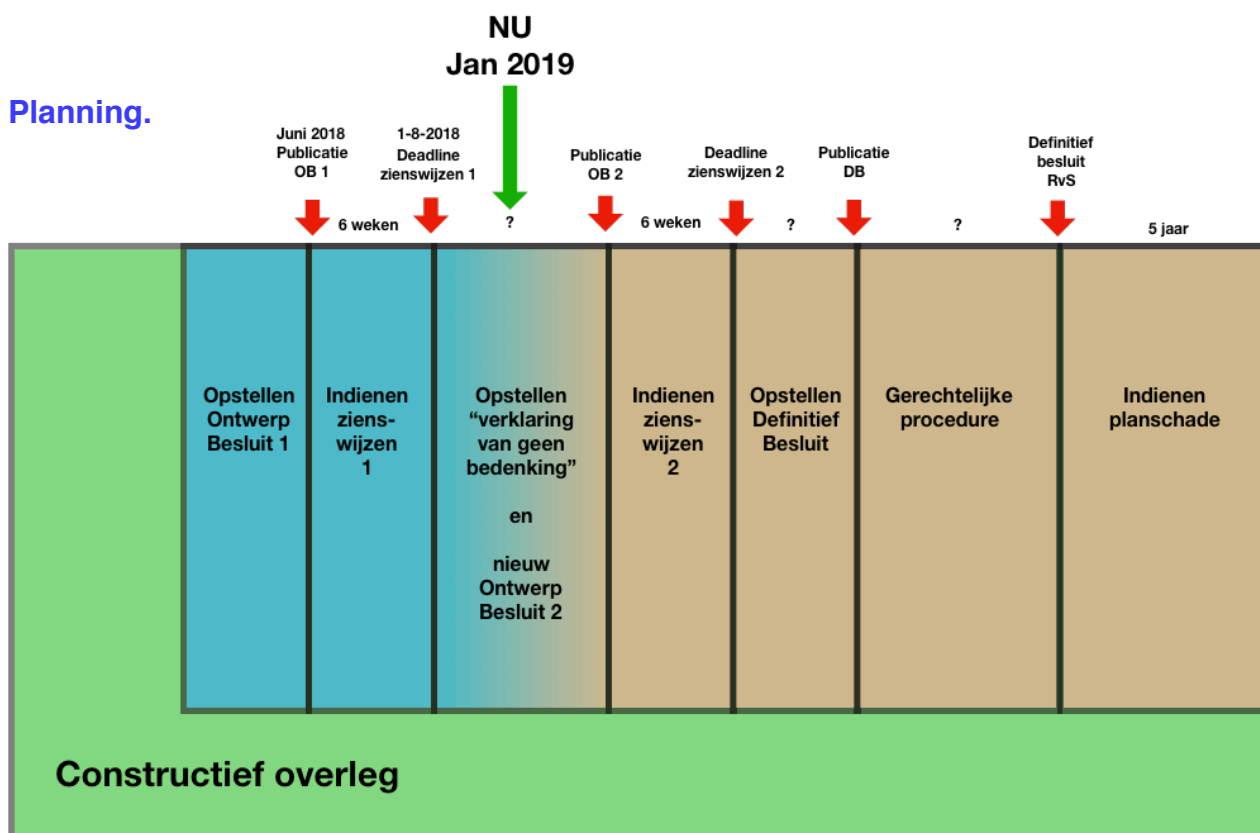 NU
Jan 2019
Planning.
Juni 2018
Publicatie
OB 1
1-8-2018
Deadline
zienswijzen 1
Publicatie
OB 2
Deadline
zienswijzen 2
Publicatie
DB
Definitief
besluit
RvS
6 weken
?
6 weken
?
?
5 jaar
Opstellen
Ontwerp
Besluit 1
Indienen
ziens-
wijzen
1
Opstellen
“verklaring
van geen
bedenking”
en
nieuw
Ontwerp
Besluit 2
Indienen
ziens-
wijzen
2
Opstellen
Definitief
Besluit
Gerechtelijke
procedure
Indienen
planschade
Constructief overleg